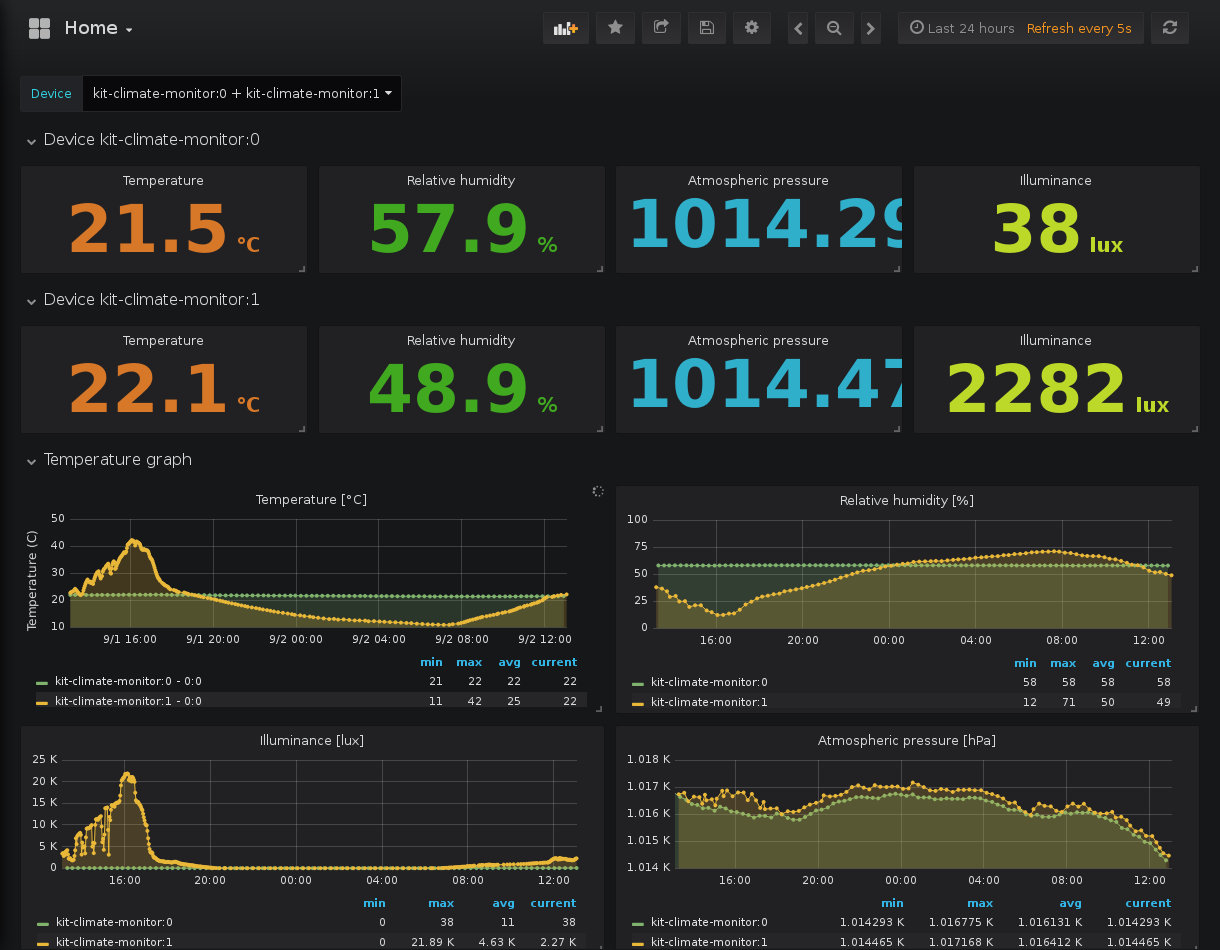 Home
Last 24 hours Refresh every 5s
Device kit-climate-monitor:0 + kit-climate-monitor:1
Device kit-climate-monitor:0
Temperature Relative humidity Atmospheric pressure Illuminance
21.5 °C 57.9 % 1014.29 38 lux
Device kit-climate-monitor:1
Temperature Relative humidity Atmospheric pressure Illuminance
22.1 °C 48.9 % 1014.47 2282 lux
Temperature graph
Temperature [°C]
Temperature (C)
50
40
30
20
10
9/1 16:00 9/1 20:00 9/2 00:00 9/2 04:00 9/2 08:00 9/2 12:00
min max avg current
kit-climate-monitor:0 - 0:0 21 22 22 22
kit-climate-monitor:1 - 0:0 11 42 25 22
Relative humidity [%]
100
75
50
25
0
16:00 20:00 00:00 04:00 08:00 12:00
min max avg current
kit-climate-monitor:0 58 58 58 58
kit-climate-monitor:1 12 71 50 49
Illuminance [lux]
25 K
20 K
15 K
10 K
5 K
0
16:00 20:00 00:00 04:00 08:00 12:00
min max avg current
kit-climate-monitor:0 0 38 11 38
kit-climate-monitor:1 0 21.89 K 4.63 K 2.27 K
Atmospheric pressure [hPa]
1.018 K
1.017 K
1.016 K
1.015 K
1.014 K
16:00 20:00 00:00 04:00 08:00 12:00
min max avg current
kit-climate-monitor:0 1.014293 K 1.016775 K 1.016131 K 1.014293 K
kit-climate-monitor:1 1.014465 K 1.017168 K 1.016412 K 1.014465 K